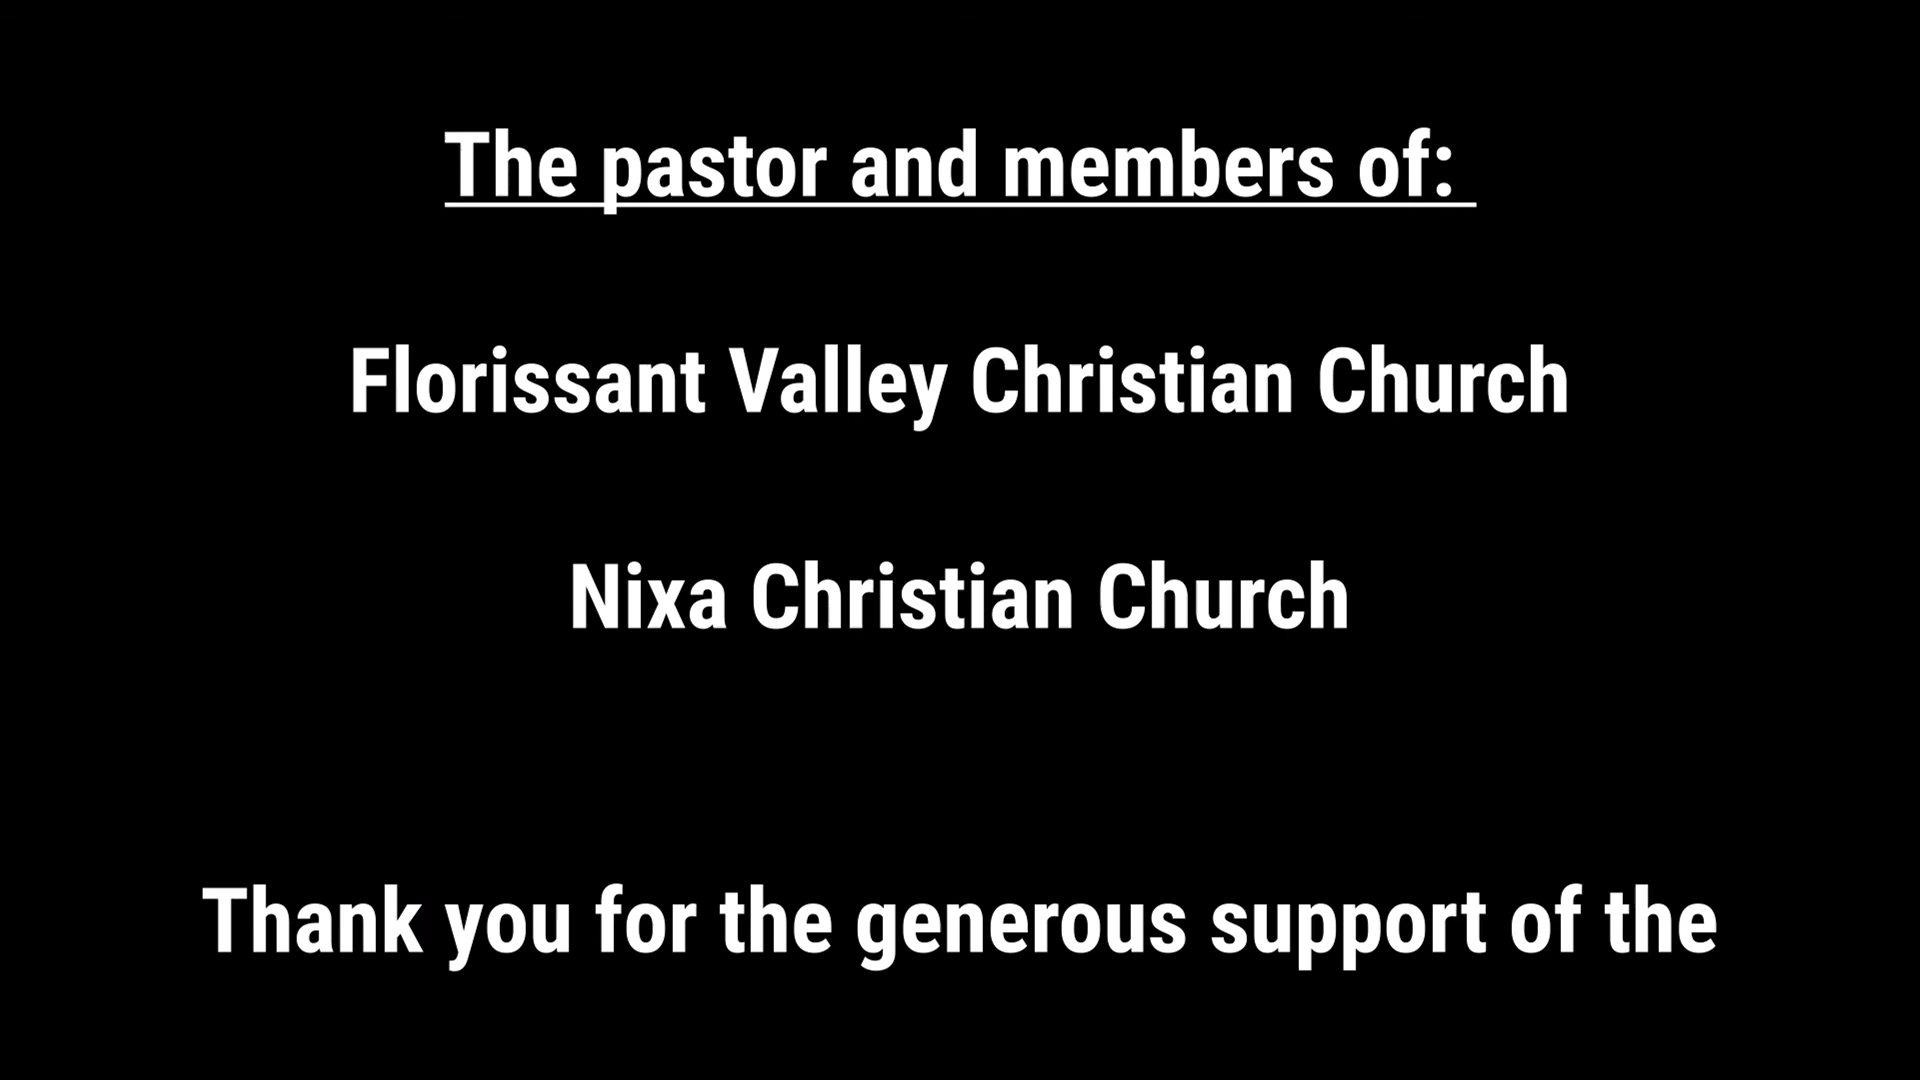 The pastor and members of:
Florissant Valley Christian Church
Nixa Christian Church
Thank you for the generous support of the